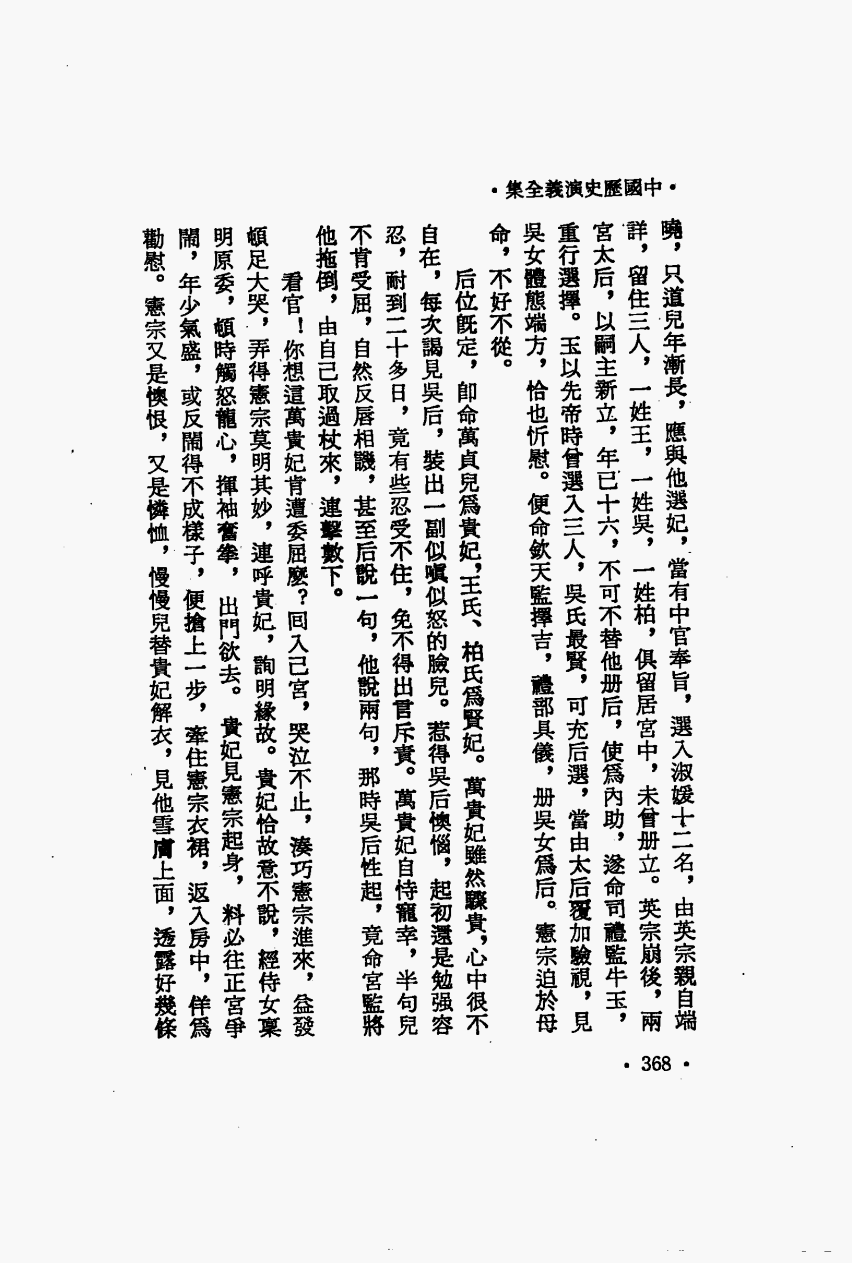 ·中國歷史演義全集·
曉，只道兒年漸長，應與他選妃，當有中官奉旨，選入淑媛十二名，由英宗親自端
詳，留住三人，一姓王，一姓吳，一姓柏，俱留居宮中，未曾册立。英宗崩後，兩
宮太后，以嗣主新立，年已十六，不可不替他册后，使爲內助，遂命司禮監牛玉，
重行選擇。玉以先帝時曾選入三人，吳氏最賢，可充后選，當由太后覆加驗視，見
吳女體態端方，恰也忻慰。便命欽天監擇吉，禮部具儀，册吳女爲后。憲宗迫於母
命，不好不從。
后位旣定，卽命萬貞兒爲貴妃，王氏、柏氏爲賢妃。萬貴妃雖然驟貴，心中很不
自在，每次謁見吳后，裝出一副似嗔似怒的臉兒。惹得吳后懊惱，起初還是勉强容
忍，耐到二十多日，竟有些忍受不住，免不得出言斥責。萬貴妃自恃寵幸，半句兒
不肯受屈，自然反唇相譏，甚至后說一句，他說兩句，那時吳后性起，竟命宮監將
他拖倒，由自己取過杖來，連擊數下。
看官！你想這萬貴妃肯遭委屈麼？回入己宮，哭泣不止，湊巧憲宗進來，益發
頓足大哭，弄得憲宗莫明其妙，連呼貴妃，詢明緣故。貴妃恰故意不說，經侍女稟
明原委，頓時觸怒龍心，揮袖奮拳，出門欲去。貴妃見憲宗起身，料必往正宮爭
鬧，年少氣盛，或反鬧得不成樣子，便搶上一步，牽住憲宗衣裙，返入房中，佯爲
勸慰。憲宗又是懊恨，又是憐恤，慢慢兒替貴妃解衣，見他雪膚上面，透露好幾條
·368·